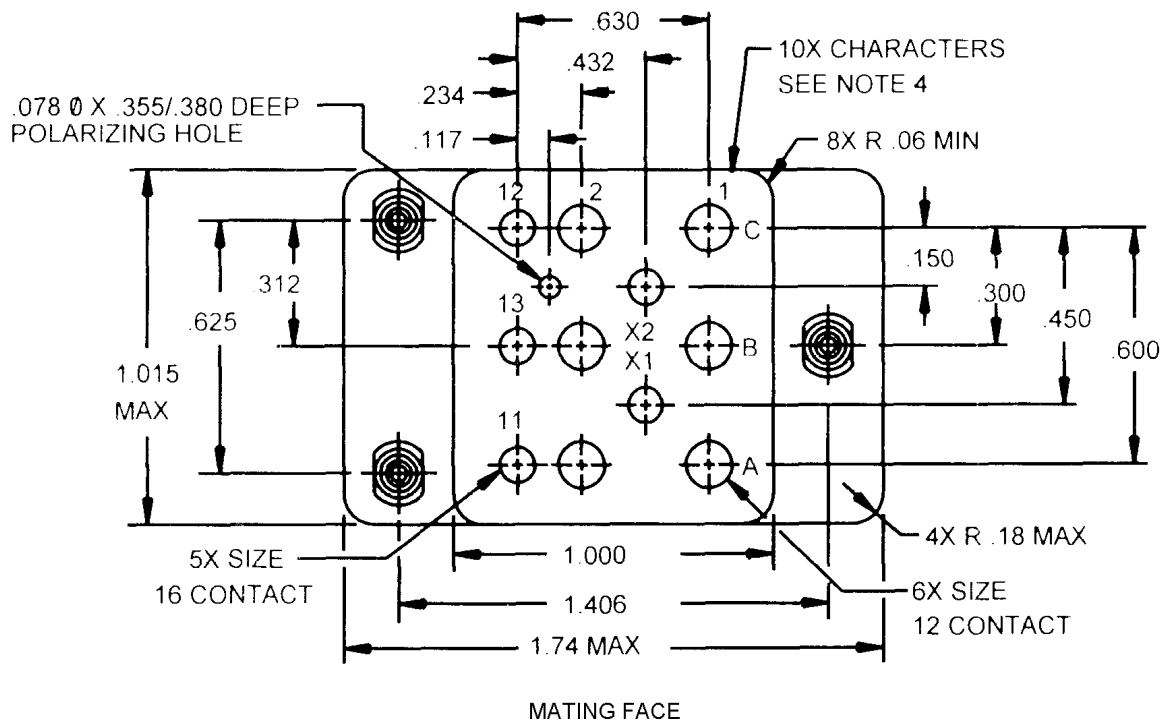 .630
10X CHARACTERS
SEE NOTE 4
.432
.234
.078 Ø X .355/.380 DEEP
POLARIZING HOLE
.117
8X R .06 MIN
12
2
1
C
.150
.312
.300
13
.625
.450
X2
B
X1
.600
1.015
MAX
11
A
4X R .18 MAX
5X SIZE
16 CONTACT
1.000
6X SIZE
12 CONTACT
1.406
1.74 MAX
MATING FACE